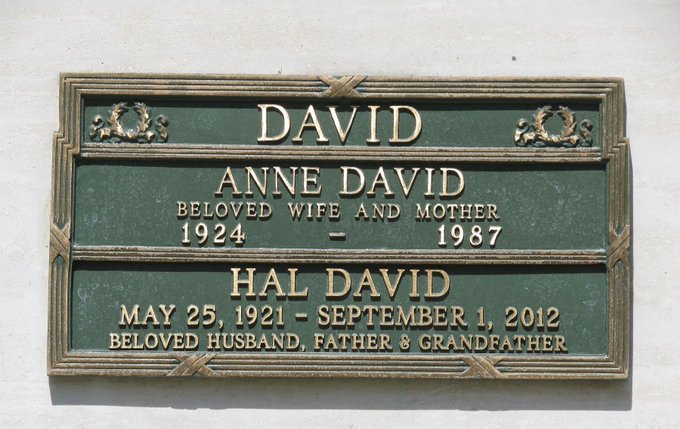 DAVID
ANNE DAVID
BELOVED WIFE AND MOTHER
1924 – 1987
HAL DAVID
MAY 25, 1921 – SEPTEMBER 1, 2012
BELOVED HUSBAND, FATHER & GRANDFATHER